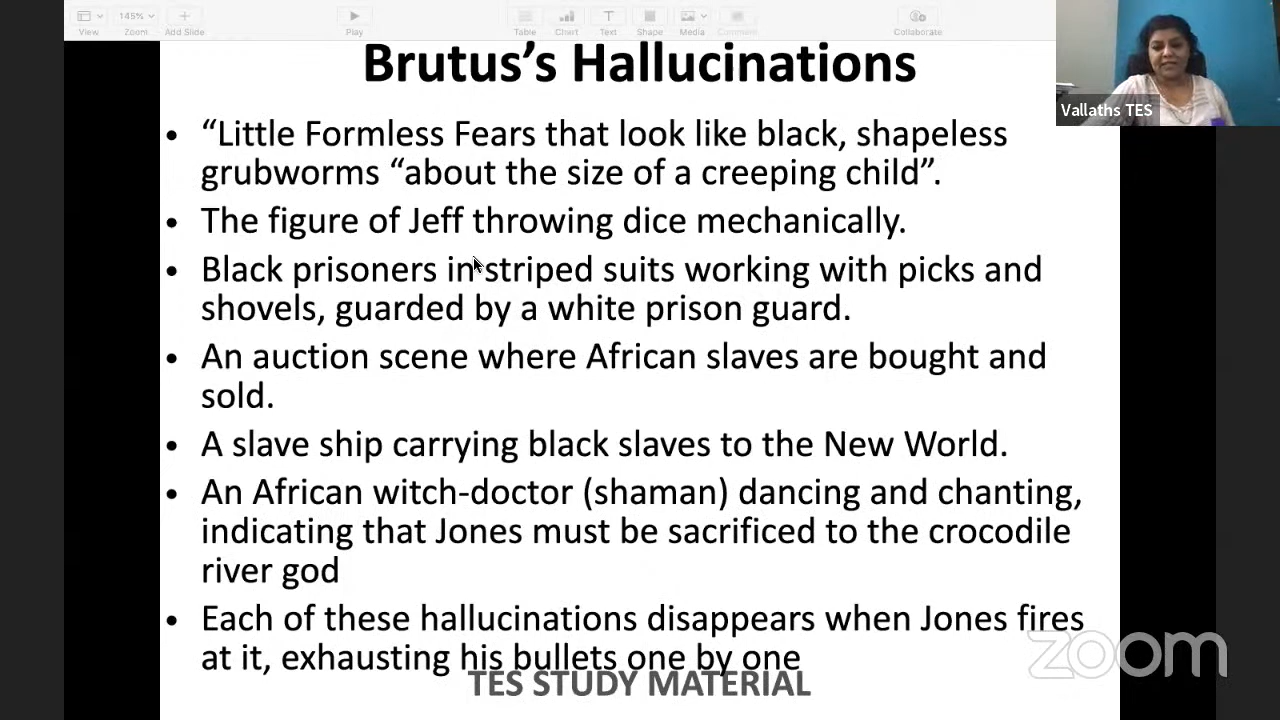 145%
View
Zoom
Add Slide
Play
Table
Chart
Text
Shape
Media
Comment
Collaborate
Vallaths TES
Brutus’s Hallucinations
• “Little Formless Fears that look like black, shapeless
grubworms “about the size of a creeping child”.
• The figure of Jeff throwing dice mechanically.
• Black prisoners in striped suits working with picks and
shovels, guarded by a white prison guard.
• An auction scene where African slaves are bought and
sold.
• A slave ship carrying black slaves to the New World.
• An African witch-doctor (shaman) dancing and chanting,
indicating that Jones must be sacrificed to the crocodile
river god
• Each of these hallucinations disappears when Jones fires
at it, exhausting his bullets one by one
TES STUDY MATERIAL
zoom